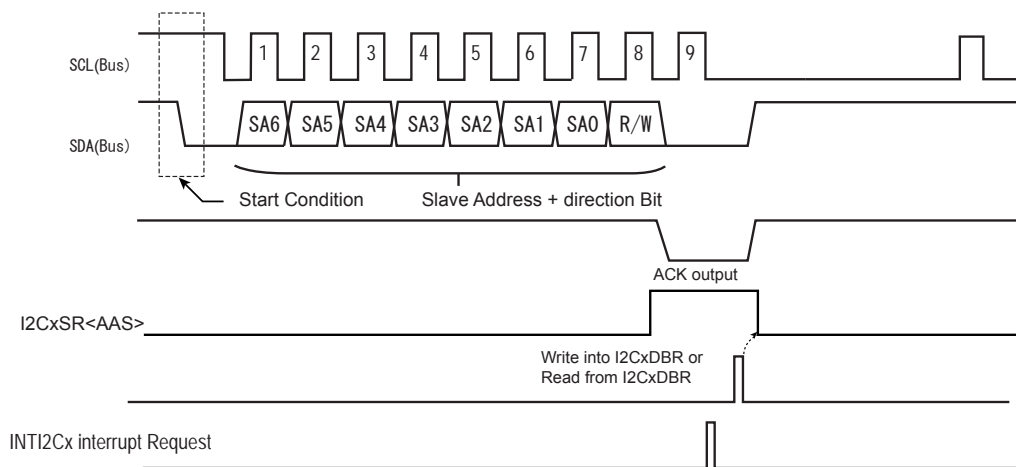 1 2 3 4 5 6 7 8 9
SCL(Bus)
SA6 SA5 SA4 SA3 SA2 SA1 SA0 R/W
SDA(Bus)
Start Condition
Slave Address + direction Bit
ACK output
I2CxSR<AAS>
Write into I2CxDBR or
Read from I2CxDBR
INTI2Cx interrupt Request